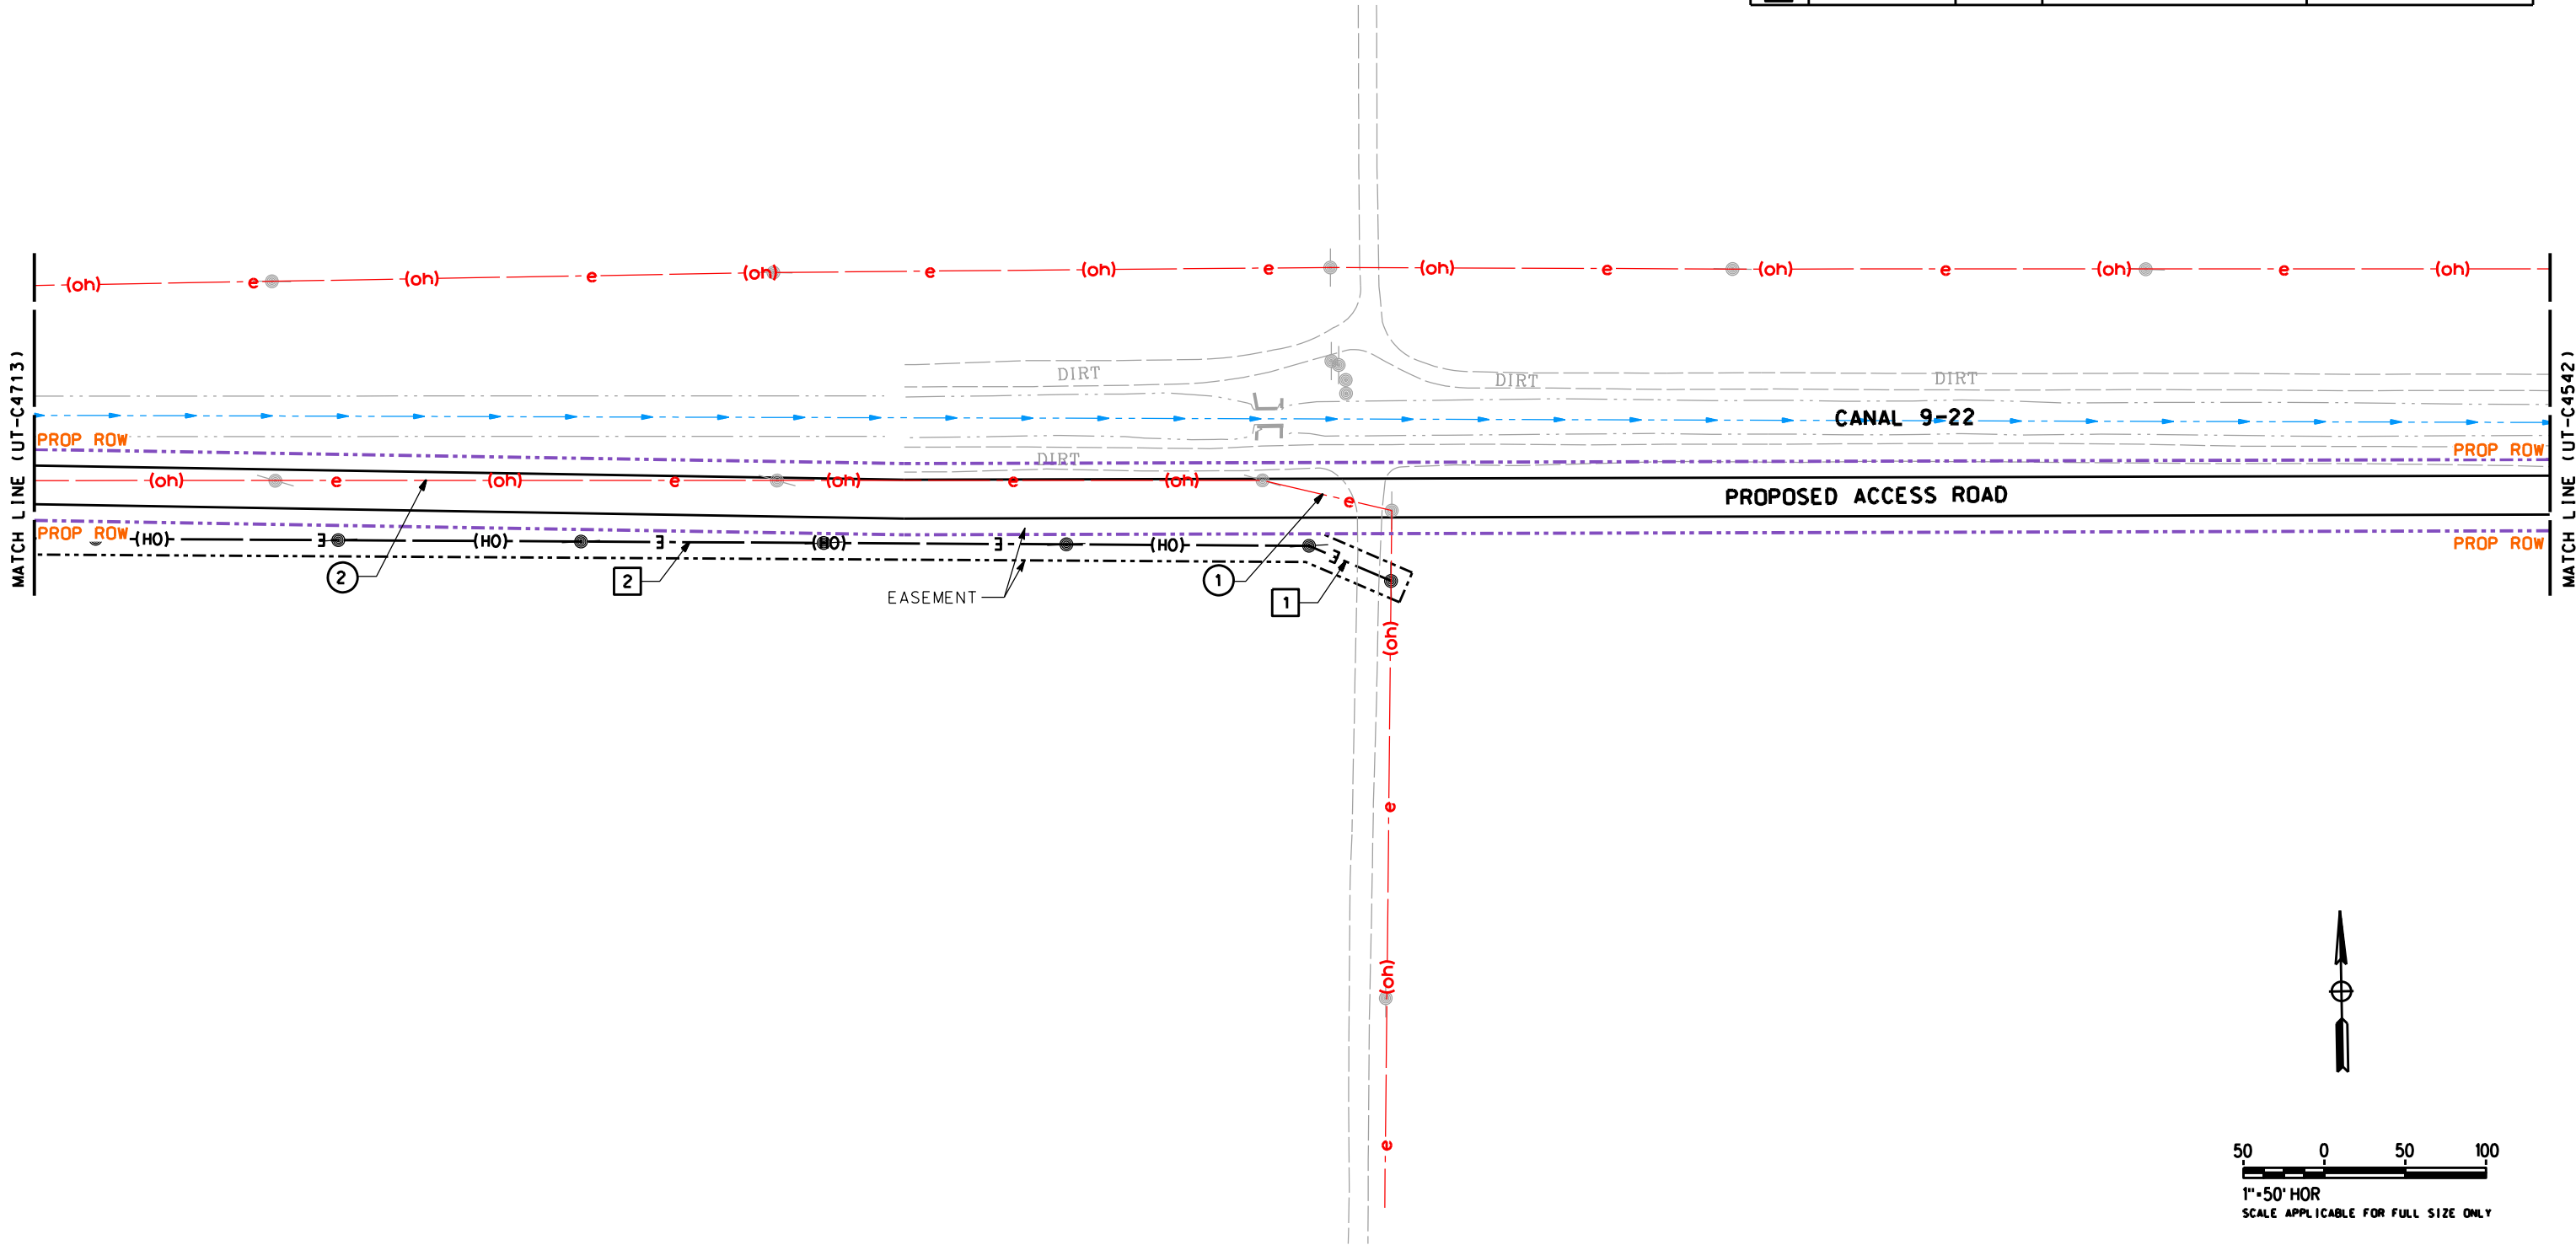 (oh) e (oh) e (oh) e (oh) e (oh) e (oh) e (oh) e (oh)
MATCH LINE (UT-C4713)
MATCH LINE (UT-C4542)
DIRT
DIRT
DIRT
CANAL 9-22
PROP ROW
PROP ROW
DIRT
(oh) e (oh) e (oh) e (oh) e
PROPOSED ACCESS ROAD
PROP ROW
PROP ROW
(HO) E (HO) E (HO) E (HO) E
2
2
EASEMENT
1
1
(oh)
e
(oh)
e
50 0 50 100
1"=50' HOR
SCALE APPLICABLE FOR FULL SIZE ONLY